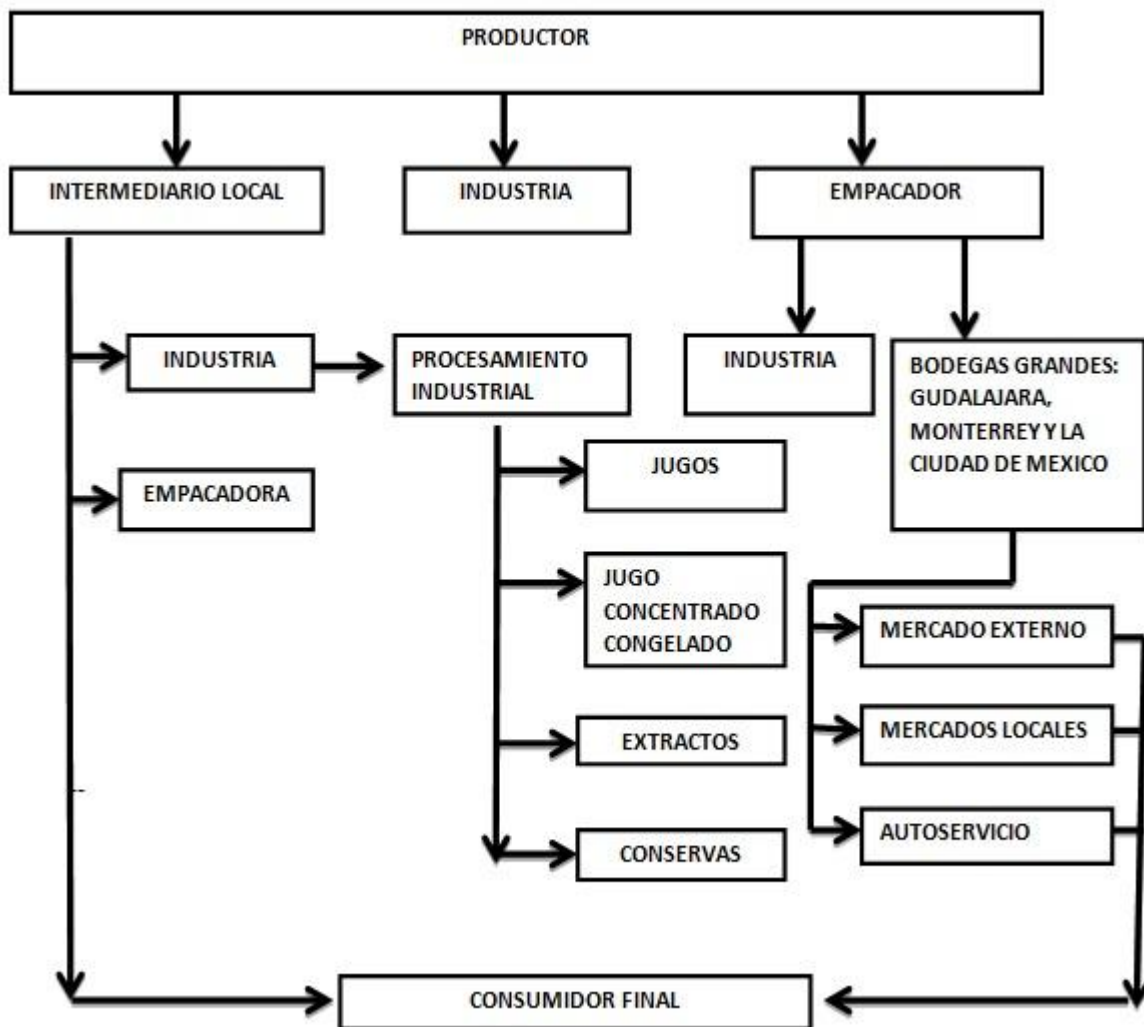 PRODUCTOR
INTERMEDIARIO LOCAL
INDUSTRIA
EMPACADOR
INDUSTRIA
PROCESAMIENTO
INDUSTRIAL
INDUSTRIA
BODEGAS GRANDES:
GUDALAJARA,
MONTERREY Y LA
CIUDAD DE MEXICO
EMPACADORA
JUGOS
JUGO
CONCENTRADO
CONGELADO
MERCADO EXTERNO
EXTRACTOS
MERCADOS LOCALES
CONSERVAS
AUTOSERVICIO
CONSUMIDOR FINAL